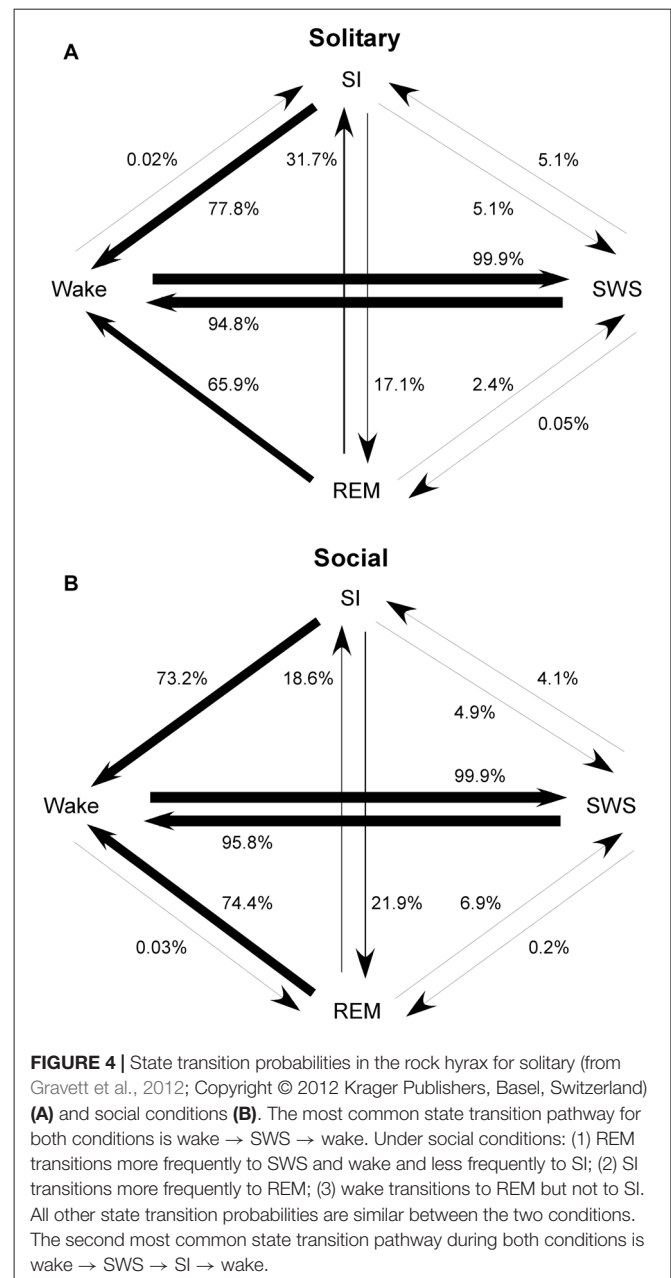 Solitary
A
SI
0.02%
31.7%
5.1%
77.8%
5.1%
99.9%
Wake
SWS
94.8%
65.9%
17.1%
2.4%
0.05%
REM
Social
B
SI
73.2%
18.6%
4.1%
4.9%
99.9%
Wake
SWS
95.8%
74.4%
21.9%
6.9%
0.03%
0.2%
REM
FIGURE 4 | State transition probabilities in the rock hyrax for solitary (from
Gravett et al., 2012; Copyright © 2012 Krager Publishers, Basel, Switzerland)
(A) and social conditions (B). The most common state transition pathway for
both conditions is wake → SWS → wake. Under social conditions: (1) REM
transitions more frequently to SWS and wake and less frequently to SI; (2) SI
transitions more frequently to REM; (3) wake transitions to REM but not to SI.
All other state transition probabilities are similar between the two conditions.
The second most common state transition pathway during both conditions is
wake → SWS → SI → wake.